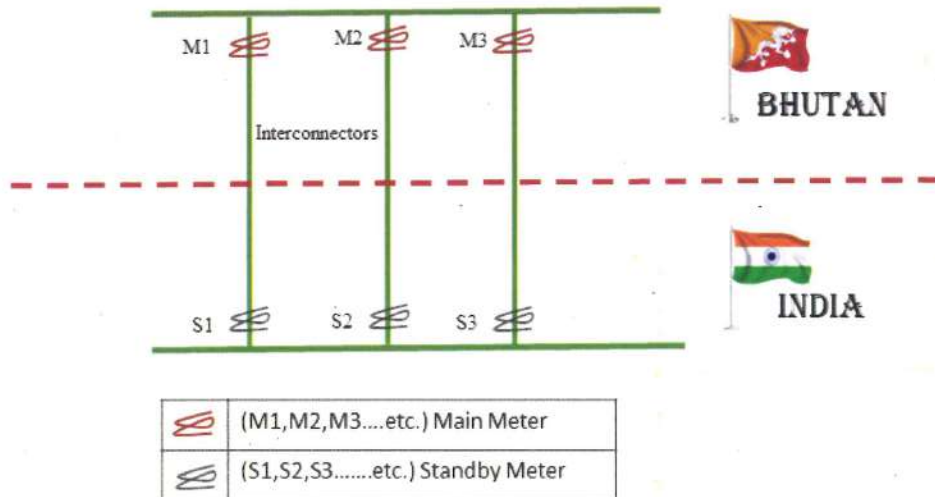 M1
M2
M3
BHUTAN
Interconnectors
INDIA
S1
S2
S3
(M1,M2,M3....etc.) Main Meter
(S1,S2,S3.......etc.) Standby Meter